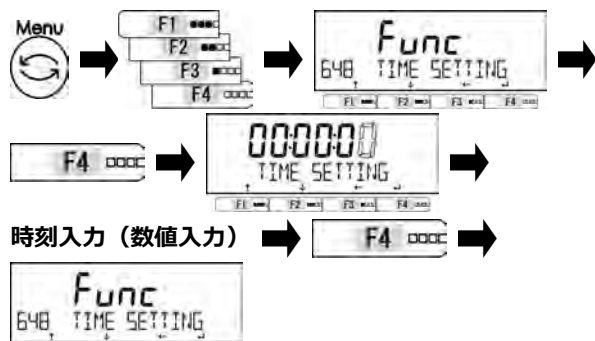 Menu
F1
F2
F3
F4
Func
648 TIME SETTING
F1 F2 F3 F4
F4
00:00:00
TIME SETTING
F1 F2 F3 F4
時刻入力（数値入力）
F4
Func
648 TIME SETTING